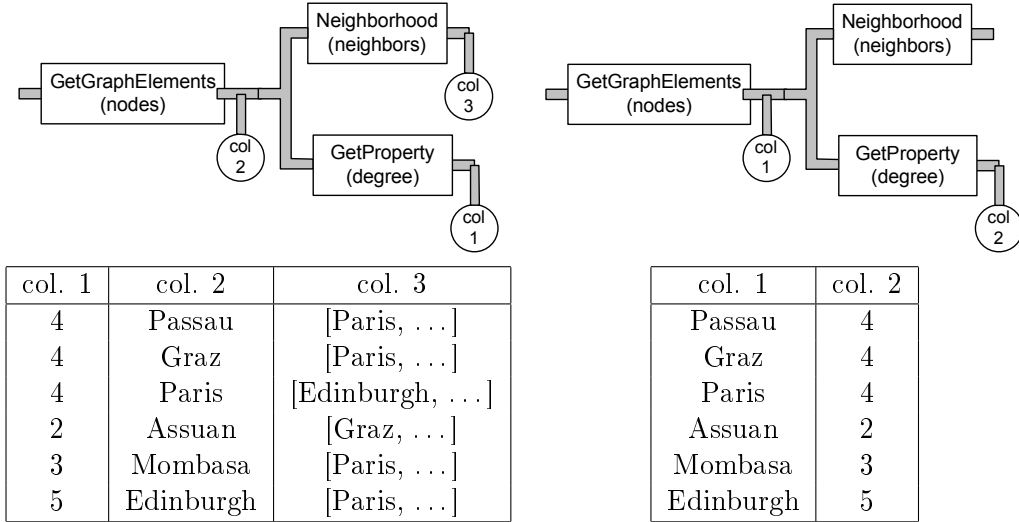 Neighborhood
(neighbors)
GetGraphElements
(nodes)
col
3
col
2
GetProperty
(degree)
col
1
Neighborhood
(neighbors)
GetGraphElements
(nodes)
col
1
GetProperty
(degree)
col
2
col. 1 col. 2 col. 3
4 Passau [Paris, ...]
4 Graz [Paris, ...]
4 Paris [Edinburgh, ...]
2 Assuan [Graz, ...]
3 Mombasa [Paris, ...]
5 Edinburgh [Paris, ...]
col. 1 col. 2
Passau 4
Graz 4
Paris 4
Assuan 2
Mombasa 3
Edinburgh 5